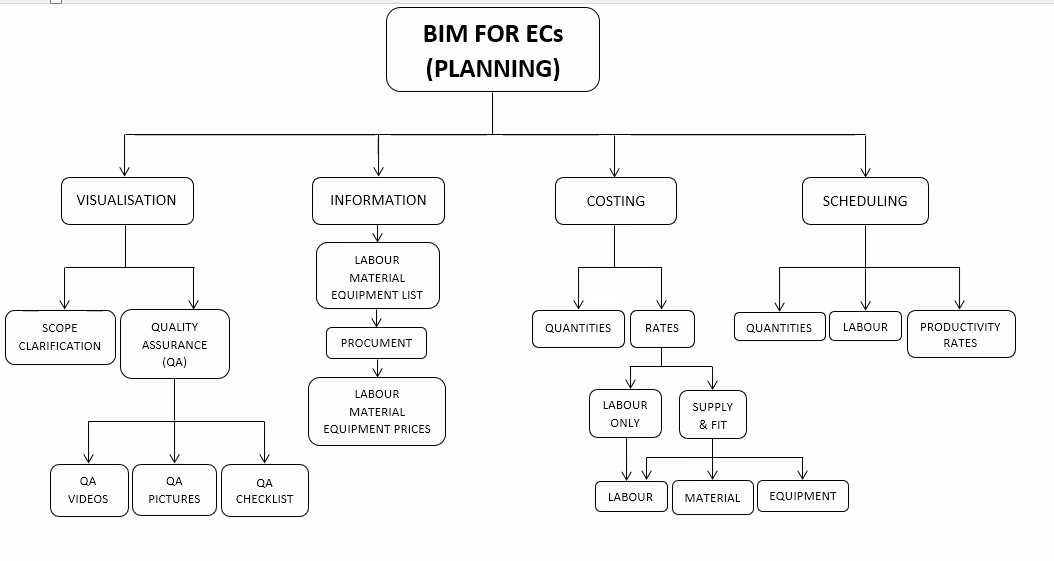 BIM FOR ECs
(PLANNING)
VISUALISATION
INFORMATION
COSTING
SCHEDULING
LABOUR
MATERIAL
EQUIPMENT LIST
SCOPE
CLARIFICATION
QUALITY
ASSURANCE
(QA)
PROCUMENT
QUANTITIES
RATES
QUANTITIES
LABOUR
PRODUCTIVITY
RATES
LABOUR
MATERIAL
EQUIPMENT PRICES
LABOUR
ONLY
SUPPLY
& FIT
QA
VIDEOS
QA
PICTURES
QA
CHECKLIST
LABOUR
MATERIAL
EQUIPMENT